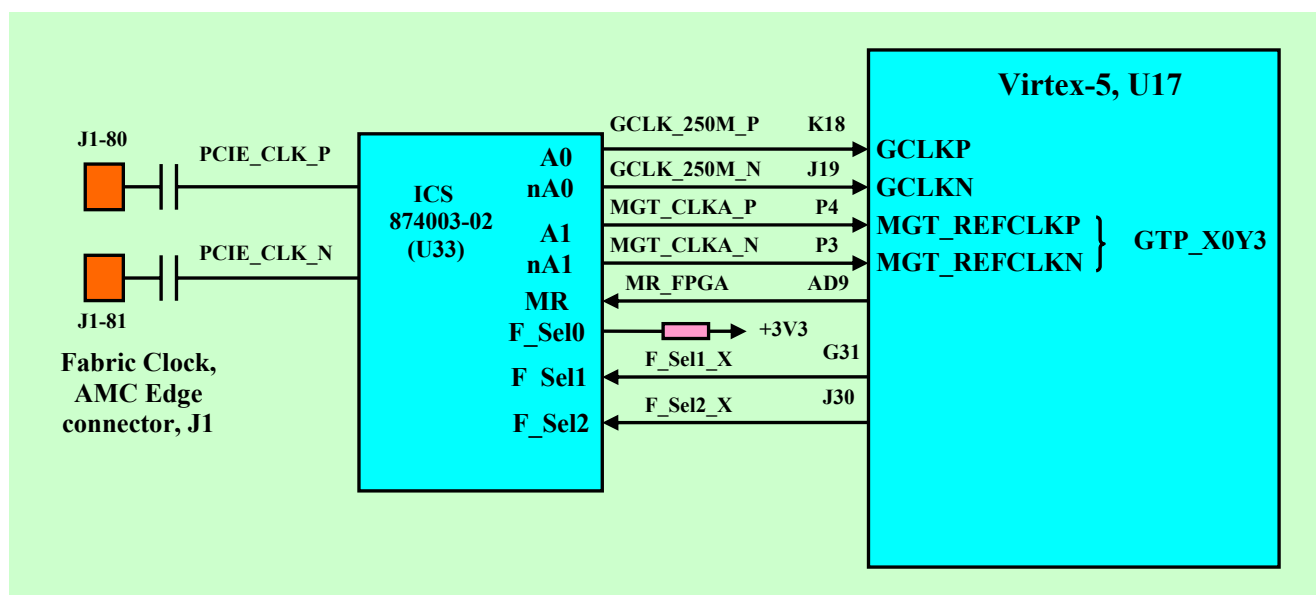 Virtex-5, U17
J1-80
PCIE_CLK_P
J1-81
PCIE_CLK_N
Fabric Clock,
AMC Edge
connector, J1
ICS
874003-02
(U33)
A0
nA0
A1
nA1
MR
F_Sel0
F Sel1
F_Sel2
GCLK_250M_P K18
GCLK_250M_N J19
MGT_CLKA_P P4
MGT_CLKA_N P3
MR_FPGA AD9
+3V3
F_Sel1_X G31
F_Sel2_X J30
GCLKP
GCLKN
MGT_REFCLKP
MGT_REFCLKN
GTP_X0Y3